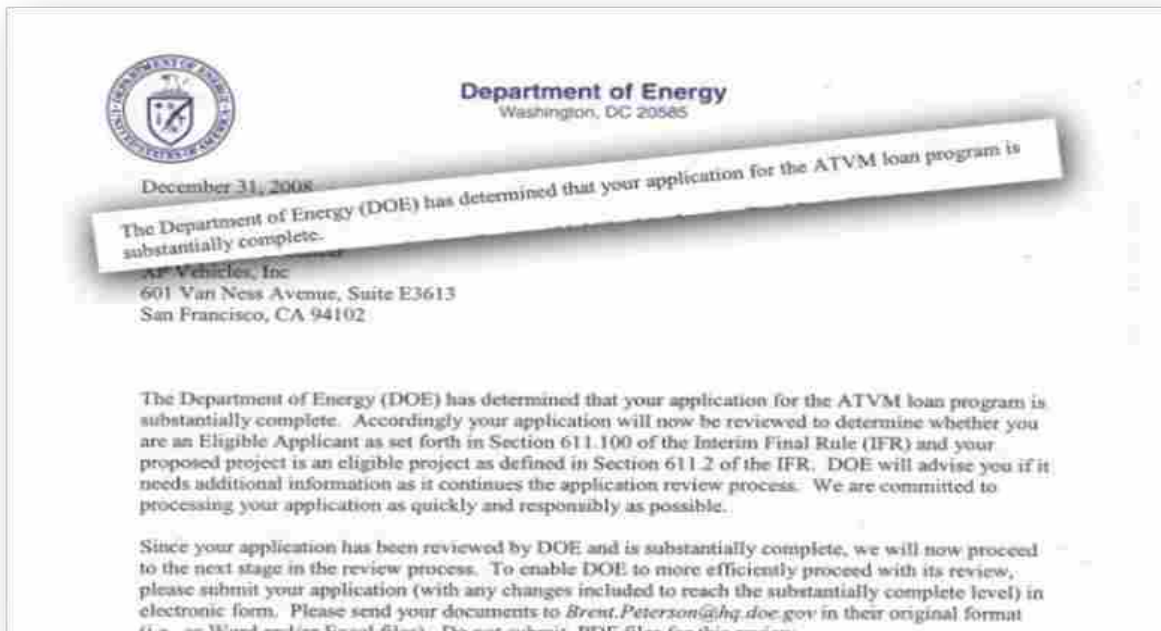 Department of Energy
Washington, DC 20585
December 31, 2008
The Department of Energy (DOE) has determined that your application for the ATVM loan program is
substantially complete.
Vehicles, Inc
601 Van Ness Avenue, Suite E3613
San Francisco, CA 94102
The Department of Energy (DOE) has determined that your application for the ATVM loan program is
substantially complete. Accordingly your application will now be reviewed to determine whether you
are an Eligible Applicant as set forth in Section 611.100 of the Interim Final Rule (IFR) and your
proposed project is an eligible project as defined in Section 611.2 of the IFR. DOE will advise you if it
needs additional information as it continues the application review process. We are committed to
processing your application as quickly and responsibly as possible.
Since your application has been reviewed by DOE and is substantially complete, we will now proceed
to the next stage in the review process. To enable DOE to more efficiently proceed with its review,
please submit your application (with any changes included to reach the substantially complete level) in
electronic form. Please send your documents to Brent.Peterson@hq.doe.gov in their original format